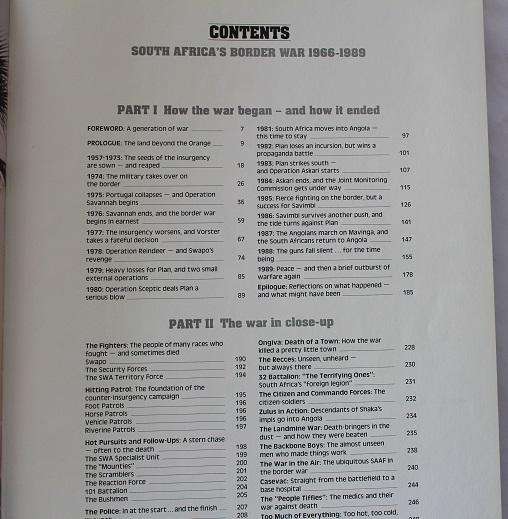 CONTENTS
SOUTH AFRICA'S BORDER WAR 1966-1989
PART I How the war began – and how it ended
FOREWORD: A generation of war 7
PROLOGUE: The land beyond the Orange 9
1957-1973: The seeds of the insurgency
are sown — and reaped 18
1974: The military takes over on
the border 26
1975: Portugal collapses — and Operation
Savannah begins 36
1976: Savannah ends, and the border war
begins in earnest 59
1977: The insurgency worsens, and Vorster
takes a fateful decision 67
1978: Operation Reindeer — and Swapo's
revenge 74
1979: Heavy losses for Plan, and two small
external operations 85
1980: Operation Sceptic deals Plan a
serious blow 89
1981: South Africa moves into Angola —
this time to stay 97
1982: Plan loses an incursion, but wins a
propaganda battle 101
1983: Plan strikes south —
and Operation Askari starts 107
1984: Askari ends, and the Joint Monitoring
Commission gets under way 115
1985: Fierce fighting on the border, but a
success for Savimbi 126
1986: Savimbi survives another push, and
the tide turns against Plan 141
1987: The Angolans march on Mavinga, and
the South Africans return to Angola 147
1988: The guns fall silent . . . for the time
being 155
1989: Peace — and then a brief outburst of
warfare again 178
Epilogue: Reflections on what happened —
and what might have been 185
PART II The war in close-up
The Fighters: The people of many races who
fought — and sometimes died
Swapo 190
The Security Forces 192
The SWA Territory Force 194
Hitting Patrol: The foundation of the
counter-insurgency campaign 195
Foot Patrols 195
Horse Patrols 196
Vehicle Patrols 196
Riverine Patrols 197
Hot Pursuits and Follow-Ups: A stern chase
— often to the death 198
The SWA Specialist Unit 199
The "Mounties" 200
The Scramblers 201
The Reaction Force 202
101 Battalion 204
The Bushmen 205
The Police: In at the start . . . and the finish 207
208
Ongiva: Death of a Town: How the war
killed a pretty little town 228
The Recces: Unseen, unheard —
but always there 230
32 Battalion: "The Terrifying Ones":
South Africa's "foreign legion" 231
The Citizen and Commando Forces: The
citizen soldiers 232
Zulus in Action: Descendants of Shaka's
impis go into Angola 234
The Landmine War: Death-bringers in the
dust — and how they were beaten 235
The Backroom Boys: The almost unseen
men who made things work 238
The War in the Air: The ubiquitous SAAF in
the border war 240
Casevac: Straight from the battlefield to a
base hospital 244
The "People Tiffies": The medics and their
war against death 246
Too Much of Everything: Too hot, too cold,